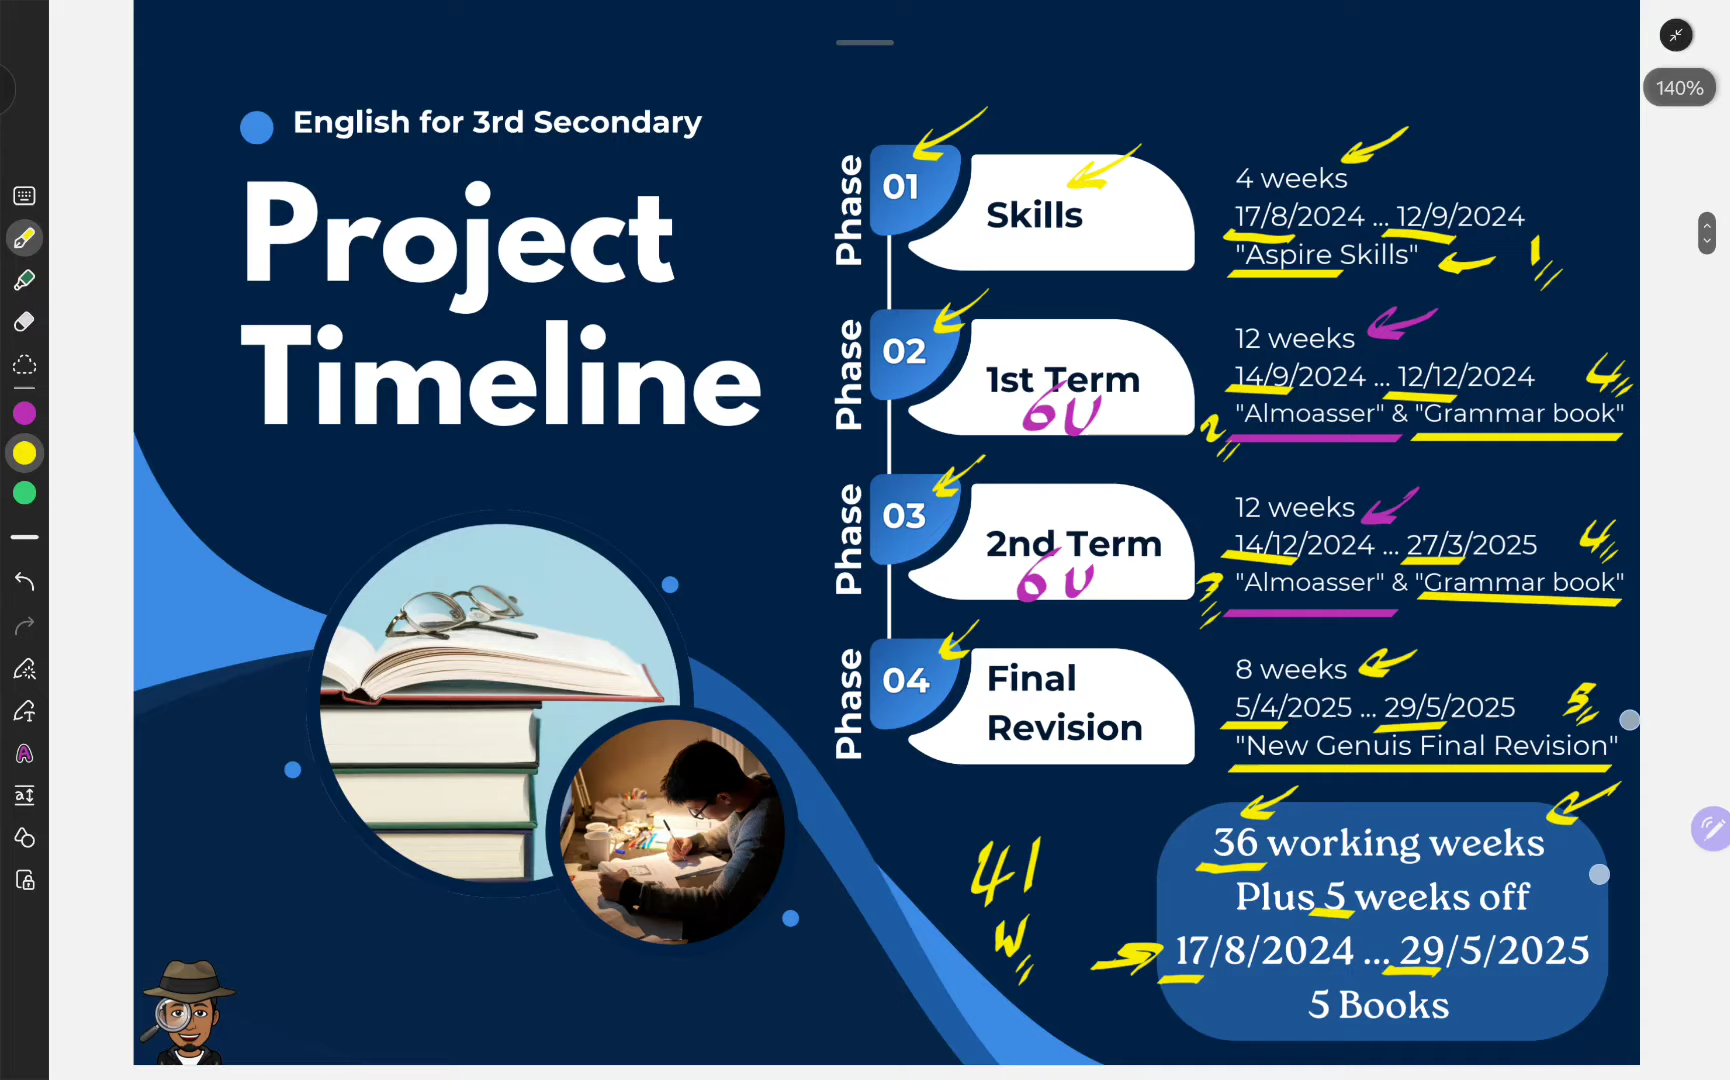 140%
English for 3rd Secondary
Project
Timeline
Phase
01
Skills
4 weeks
17/8/2024 ... 12/9/2024
"Aspire Skills"
1
Phase
02
1st Term
6U
12 weeks
14/9/2024 ... 12/12/2024
4
"Almoasser" & "Grammar book"
2
Phase
03
2nd Term
6U
12 weeks
14/12/2024 ... 27/3/2025
4
"Almoasser" & "Grammar book"
3
Phase
04
Final
Revision
8 weeks
5/4/2025 ... 29/5/2025
5
"New Genuis Final Revision"
41
W
36 working weeks
Plus 5 weeks off
17/8/2024 ... 29/5/2025
5 Books